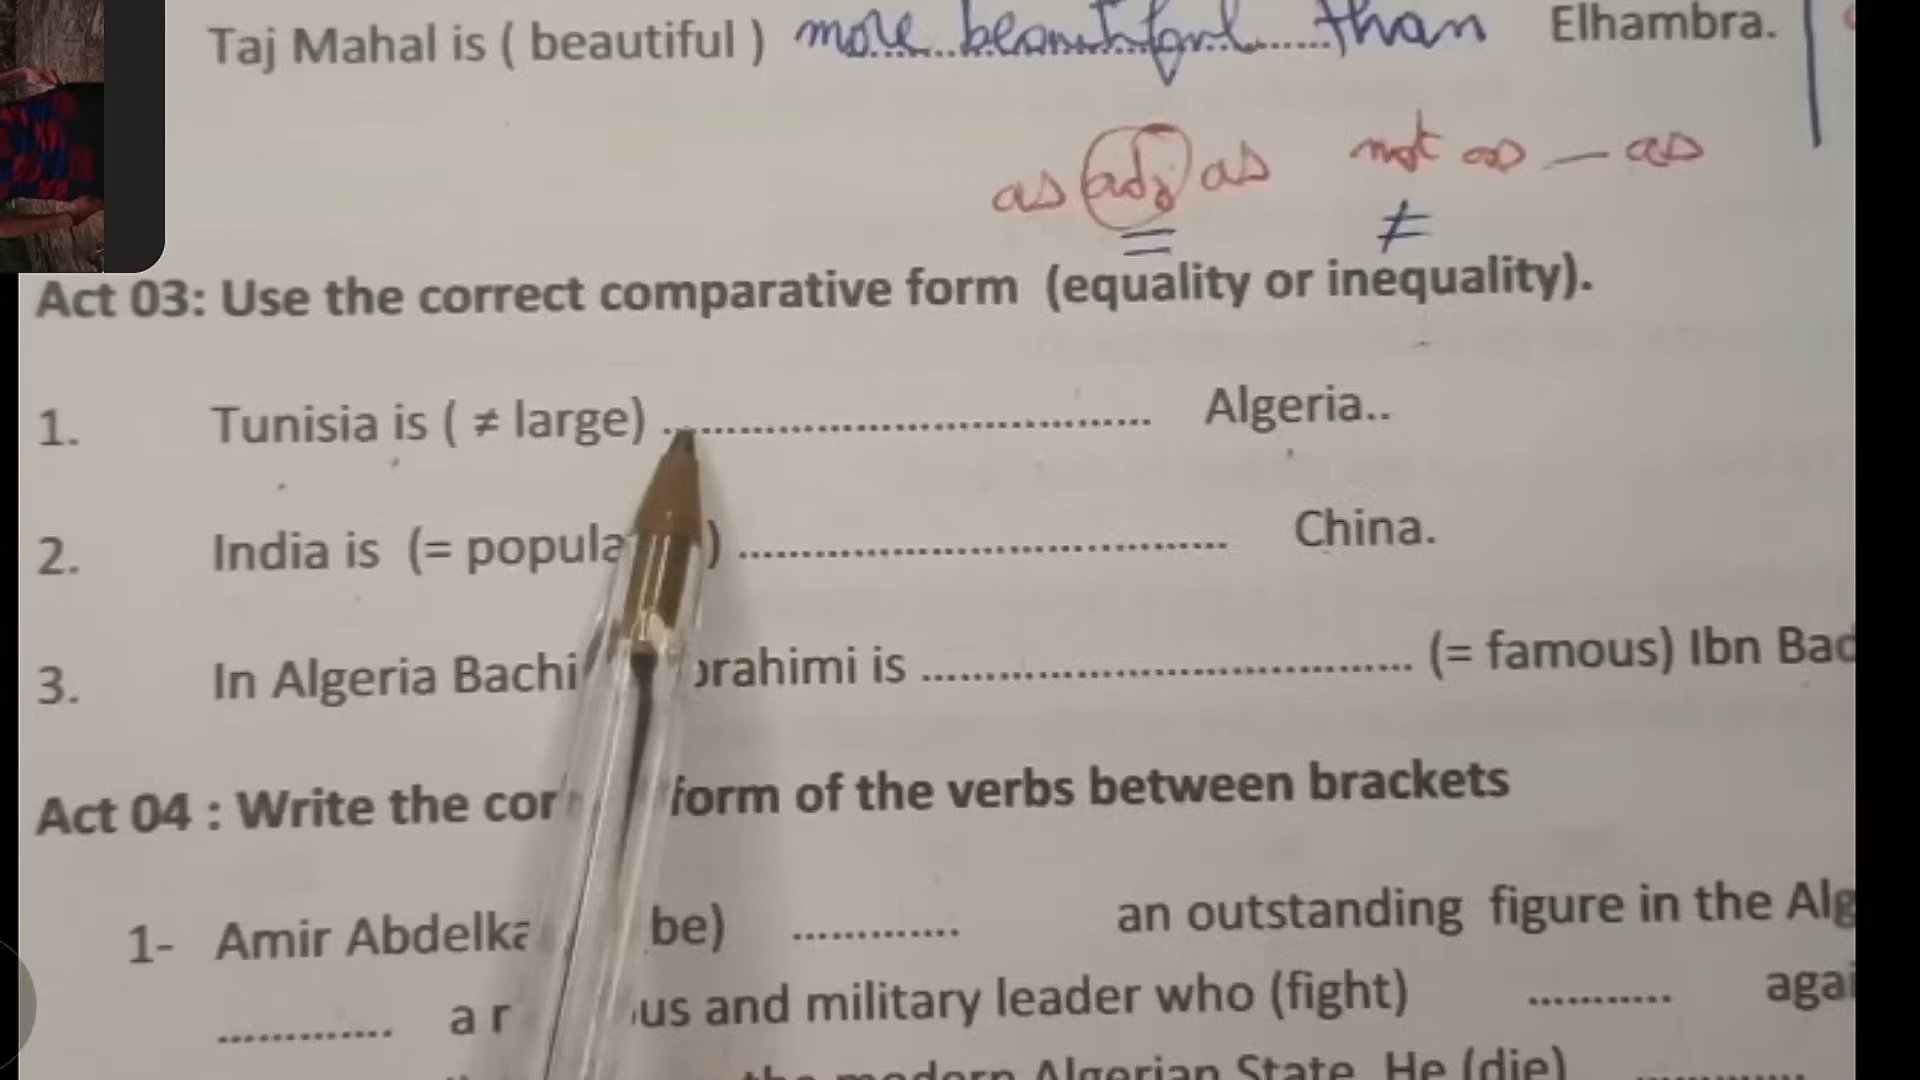 Taj Mahal is ( beautiful ) more beautiful than Elhambra.
as adj as not as — as
= ≠
Act 03: Use the correct comparative form (equality or inequality).
1. Tunisia is ( ≠ large) .................................... Algeria..
2. India is (= popula ) .................................... China.
3. In Algeria Bachi brahimi is .................................... (= famous) Ibn Bad
Act 04 : Write the cor form of the verbs between brackets
1- Amir Abdelka be) ............. an outstanding figure in the Alg
............. a r us and military leader who (fight) ........... agai
the modern Algerian State. He (die) .............